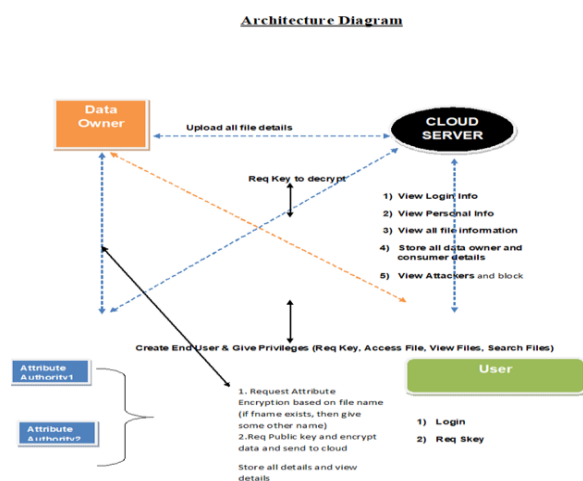 Architecture Diagram
Data
Owner
CLOUD
SERVER
Upload all file details
Req Key to decrypt
1) View Login Info
2) View Personal Info
3) View all file information
4) Store all data owner and
consumer details
5) View Attackers and block
Create End User & Give Privileges (Req Key, Access File, View Files, Search Files)
Attribute
Authority1
Attribute
Authority2
1. Request Attribute
Encryption based on file name
(if fname exists, then give
some other name)
2.Req Public key and encrypt
data and send to cloud
Store all details and view
details
User
1) Login
2) Req Skey